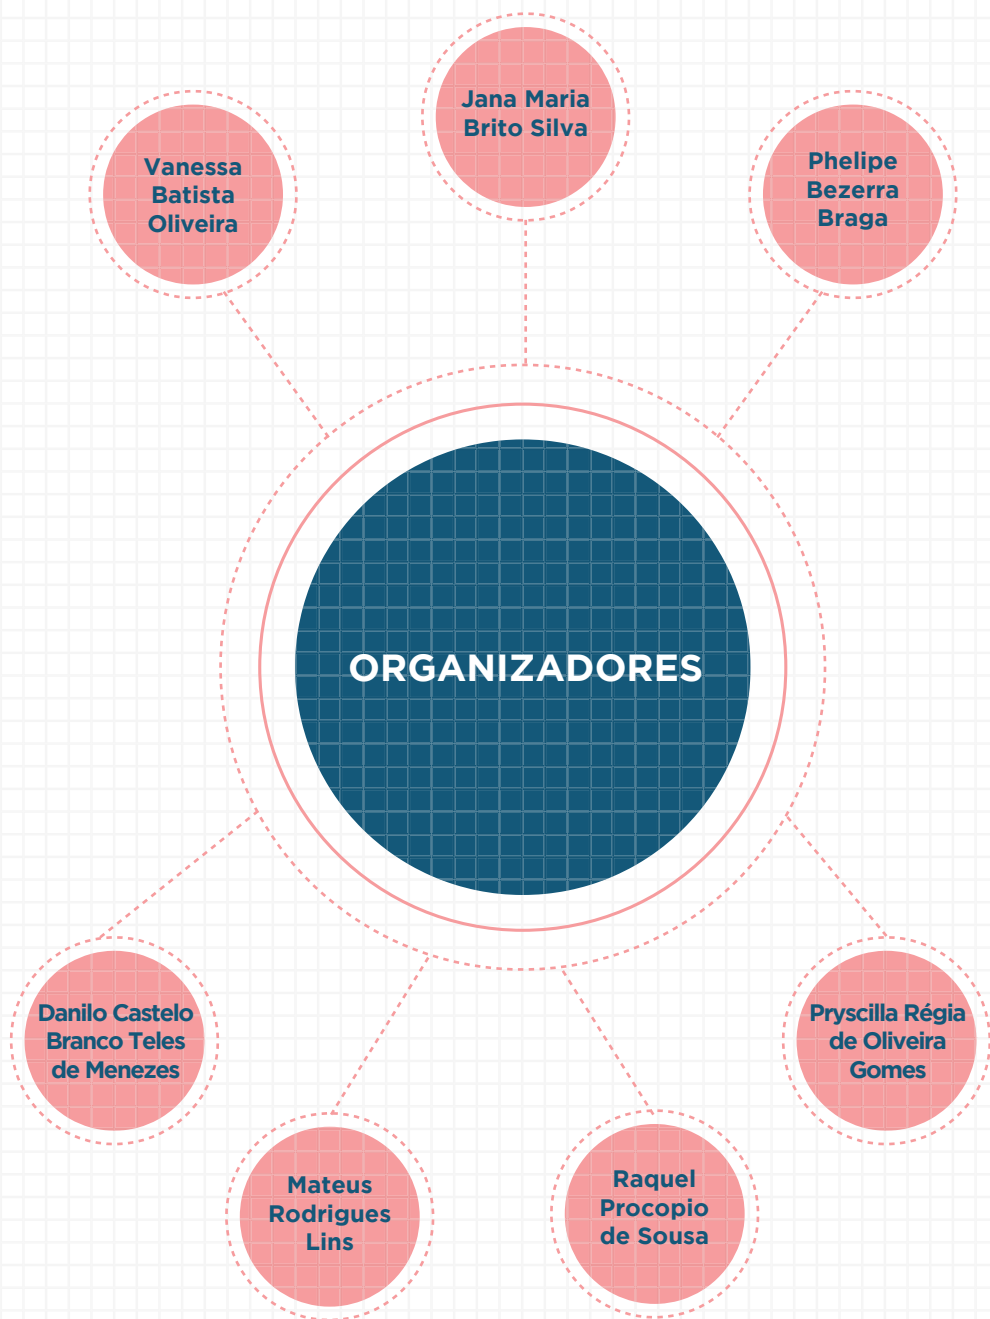 Jana Maria
Brito Silva
Vanessa
Batista
Oliveira
Phelipe
Bezerra
Braga
ORGANIZADORES
Danilo Castelo
Branco Teles
de Menezes
Pryscilla Régia
de Oliveira
Gomes
Mateus
Rodrigues
Lins
Raquel
Procopio
de Sousa